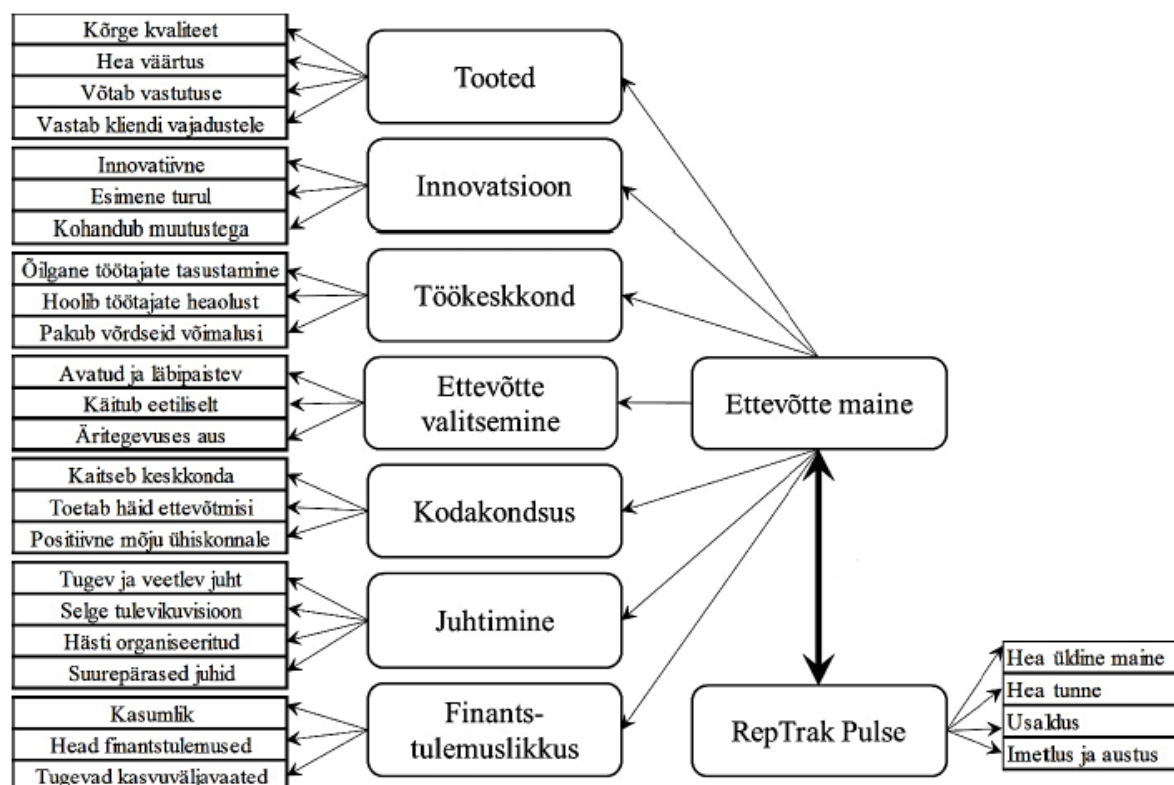 Kõrge kvaliteet
Hea väärtus
Võtab vastutuse
Vastab kliendi vajadustele
Tooted
Innovatiivne
Esimene turul
Kohandub muutustega
Innovatsioon
Õilgane töötajate tasustamine
Hoolib töötajate heaolust
Pakub võrdseid võimalusi
Töökeskkond
Avatud ja läbipaistev
Käitub eetiliselt
Äritegevuses aus
Ettevõtte
valitsemine
Ettevõtte maine
Kaitseb keskkonda
Toetab häid ettevõtmisi
Positiivne mõju ühiskonnale
Kodakondsus
Tugev ja veetlev juht
Selge tulevikuvisioon
Hästi organiseeritud
Suurepärased juhid
Juhtimine
Kasumlik
Head finantstulemused
Tugevad kasvuväljavaated
Finants-
tulemuslikkus
RepTrak Pulse
Hea üldine maine
Hea tunne
Usaldus
Imetlus ja austus